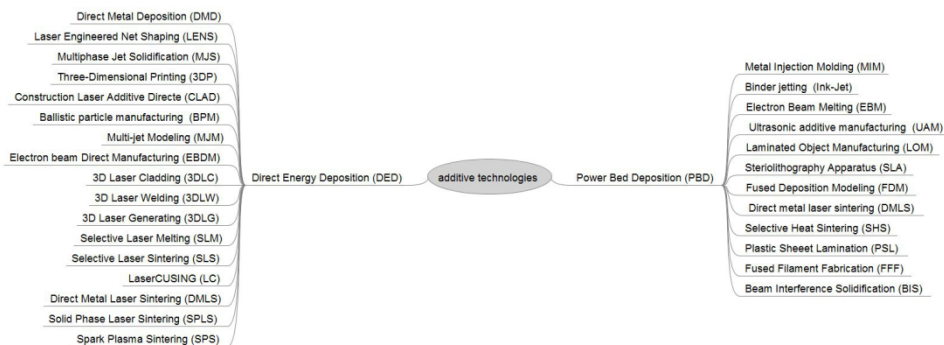 Direct Metal Deposition (DMD)
Laser Engineered Net Shaping (LENS)
Multiphase Jet Solidification (MJS)
Three-Dimensional Printing (3DP)
Construction Laser Additive Directe (CLAD)
Ballistic particle manufacturing (BPM)
Multi-jet Modeling (MJM)
Electron beam Direct Manufacturing (EBDM)
3D Laser Cladding (3DLC)
3D Laser Welding (3DLW)
3D Laser Generating (3DLG)
Selective Laser Melting (SLM)
Selective Laser Sintering (SLS)
LaserCUSING (LC)
Direct Metal Laser Sintering (DMLS)
Solid Phase Laser Sintering (SPLS)
Spark Plasma Sintering (SPS)
Direct Energy Deposition (DED)
additive technologies
Power Bed Deposition (PBD)
Metal Injection Molding (MIM)
Binder jetting (Ink-Jet)
Electron Beam Melting (EBM)
Ultrasonic additive manufacturing (UAM)
Laminated Object Manufacturing (LOM)
Steriolithography Apparatus (SLA)
Fused Deposition Modeling (FDM)
Direct metal laser sintering (DMLS)
Selective Heat Sintering (SHS)
Plastic Sheeet Lamination (PSL)
Fused Filament Fabrication (FFF)
Beam Interference Solidification (BIS)